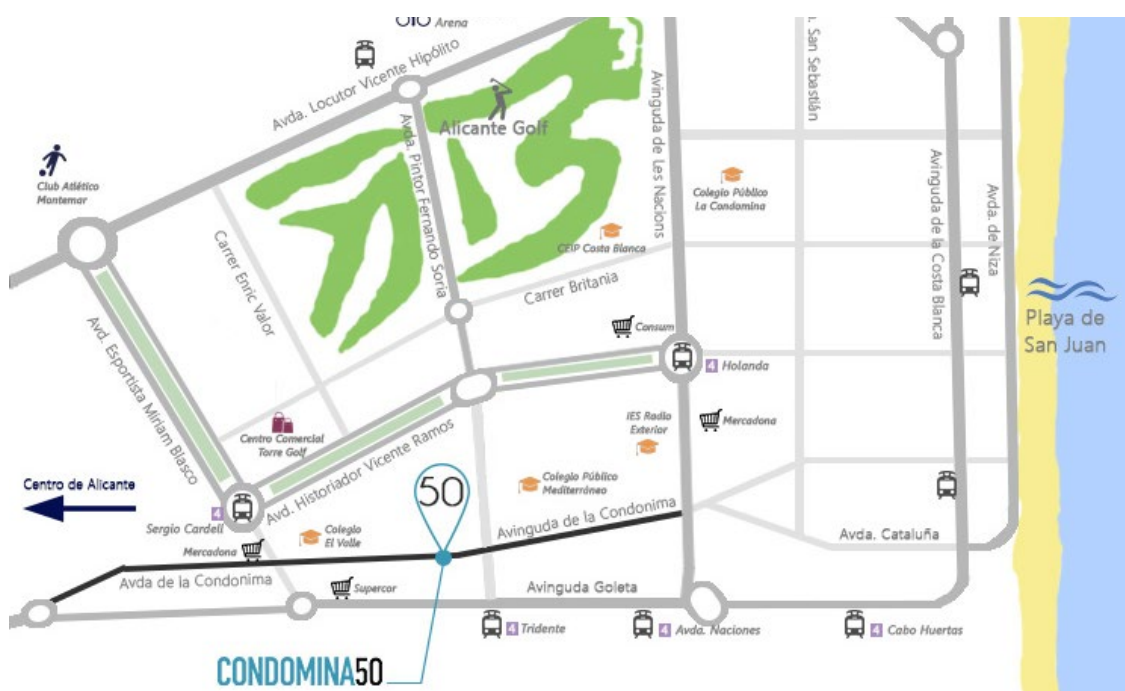 Arena
Avda. Locutor Vicente Hipólito
Alicante Golf
Avda. Pintor Fernando Soria
Avinguda de Les Nacions
. San Sebastián
Club Atlético
Montemar
Colegio Público
La Condomina
Avinguda de la Costa Blanca
Avda. de Niza
Carrer Enric Valor
CEIP Costa Blanca
Carrer Britania
Playa de
San Juan
Consum
4 Holanda
Avd. Esportista Miriam Blasco
Centro Comercial
Torre Golf
Avd. Historiador Vicente Ramos
IES Radio
Exterior
Mercadona
Centro de Alicante
50
Colegio Público
Mediterráneo
4
Sergio Cardell
Colegio
El Valle
Avinguda de la Condonima
Avda. Cataluña
Mercadona
Avda de la Condonima
Supercor
Avinguda Goleta
4 Tridente
4 Avda. Naciones
4 Cabo Huertas
CONDOMINA50